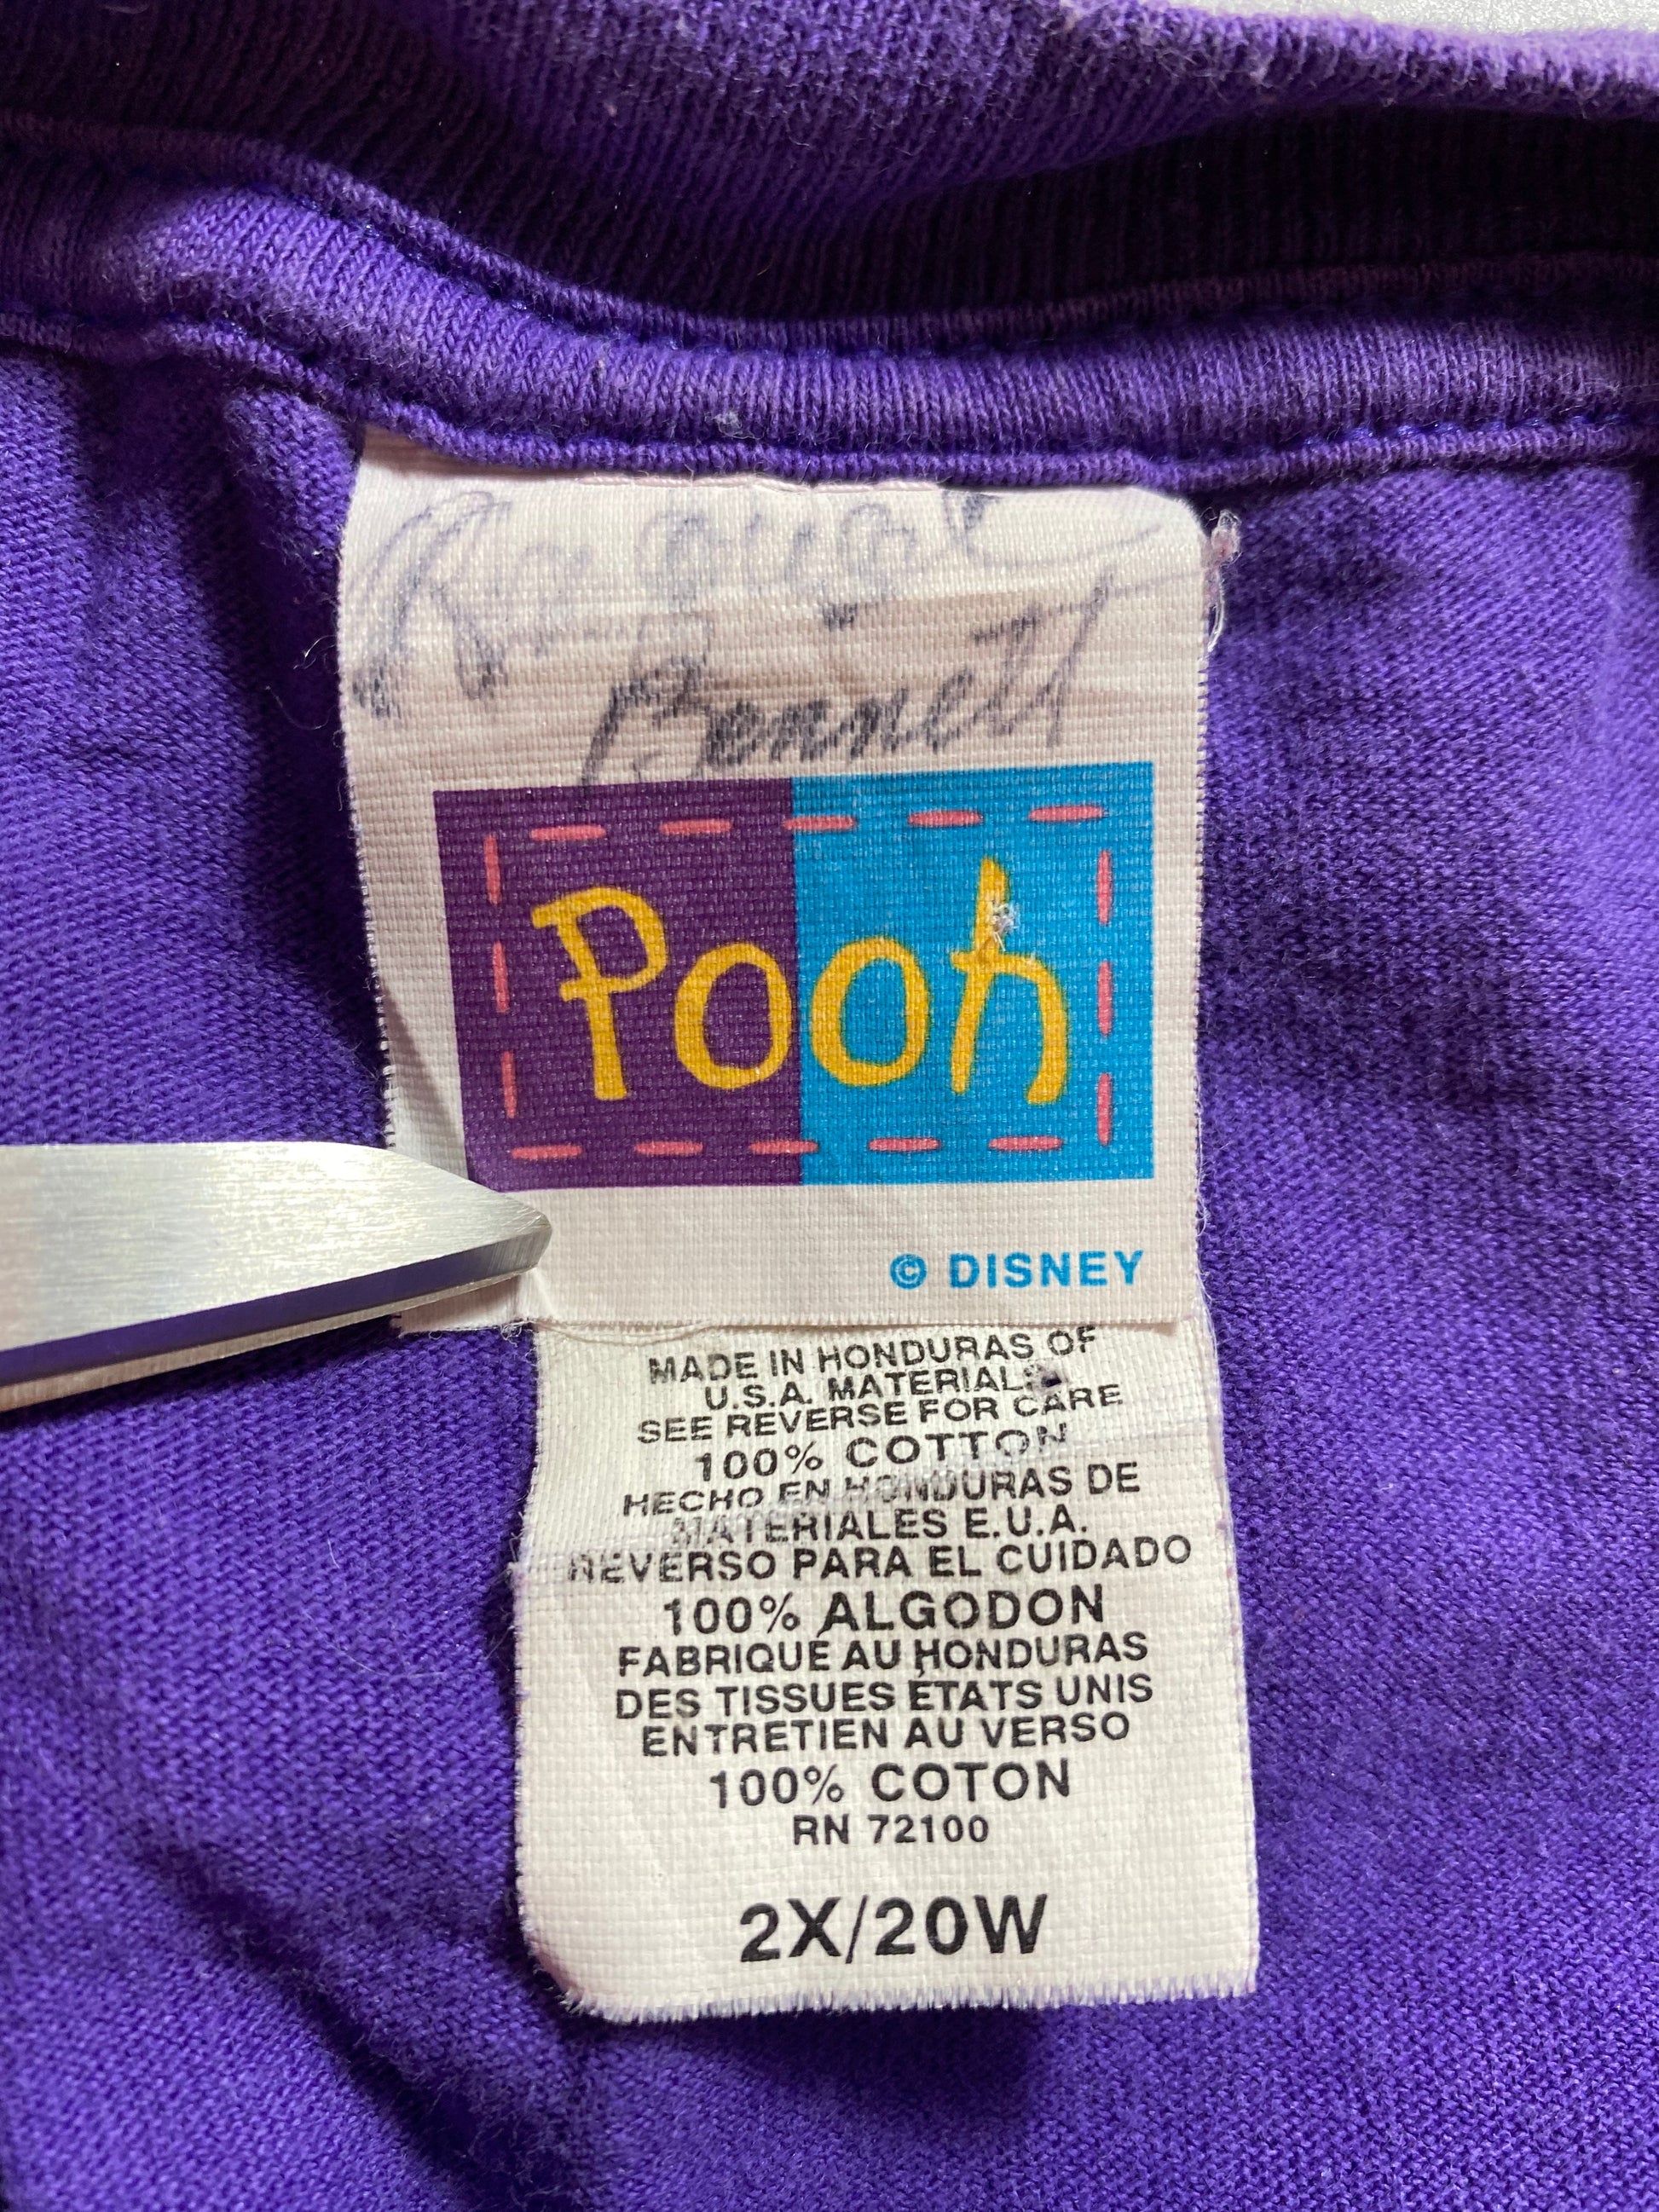 Bennett
Pooh
© DISNEY
MADE IN HONDURAS OF
U.S.A. MATERIALS
SEE REVERSE FOR CARE
100% COTTON
HECHO EN HONDURAS DE
MATERIALES E.U.A.
REVERSO PARA EL CUIDADO
100% ALGODON
FABRIQUÉ AU HONDURAS
DES TISSUES ÉTATS UNIS
ENTRETIEN AU VERSO
100% COTON
RN 72100
2X/20W